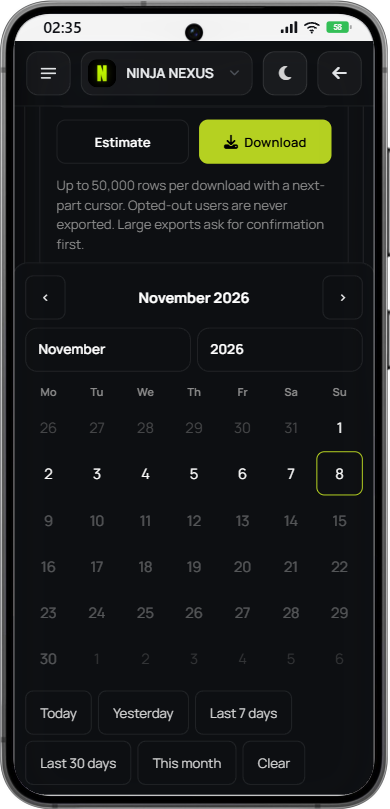 02:35
58
N NINJA NEXUS
Estimate
Download
Up to 50,000 rows per download with a next-
part cursor. Opted-out users are never
exported. Large exports ask for confirmation
first.
‹ November 2026 ›
November
2026
Mo Tu We Th Fr Sa Su
26 27 28 29 30 31 1
2 3 4 5 6 7 8
9 10 11 12 13 14 15
16 17 18 19 20 21 22
23 24 25 26 27 28 29
30 1 2 3 4 5 6
Today
Yesterday
Last 7 days
Last 30 days
This month
Clear